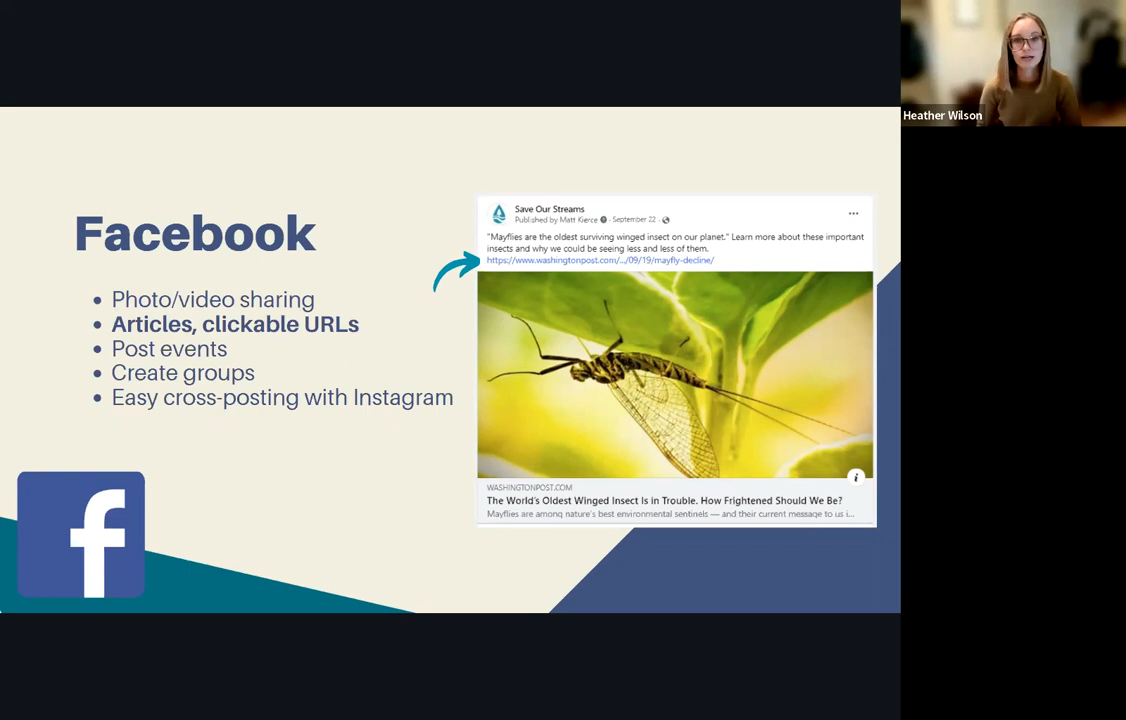 Heather Wilson
Facebook
Photo/video sharing
Articles, clickable URLs
Post events
Create groups
Easy cross-posting with Instagram
Save Our Streams
Published by Matt Kierce · September 22 ·
"Mayflies are the oldest surviving winged insect on our planet." Learn more about these important
insects and why we could be seeing less and less of them.
https://www.washingtonpost.com/.../09/19/mayfly-decline/
WASHINGTONPOST.COM
The World's Oldest Winged Insect Is in Trouble. How Frightened Should We Be?
Mayflies are among nature's best environmental sentinels — and their current message to us i...